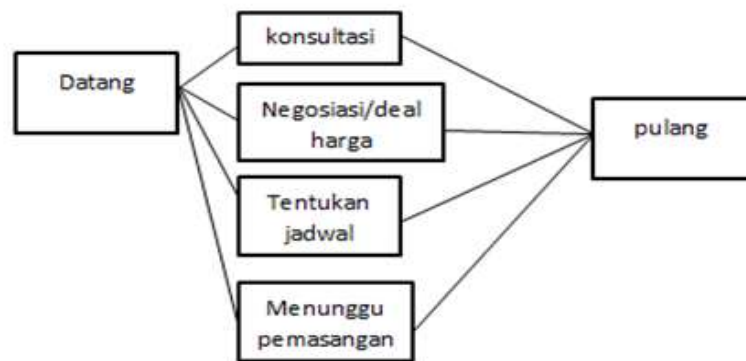 Datang
konsultasi
Negosiasi/deal
harga
Tentukan
jadwal
Menunggu
pemasangan
pulang